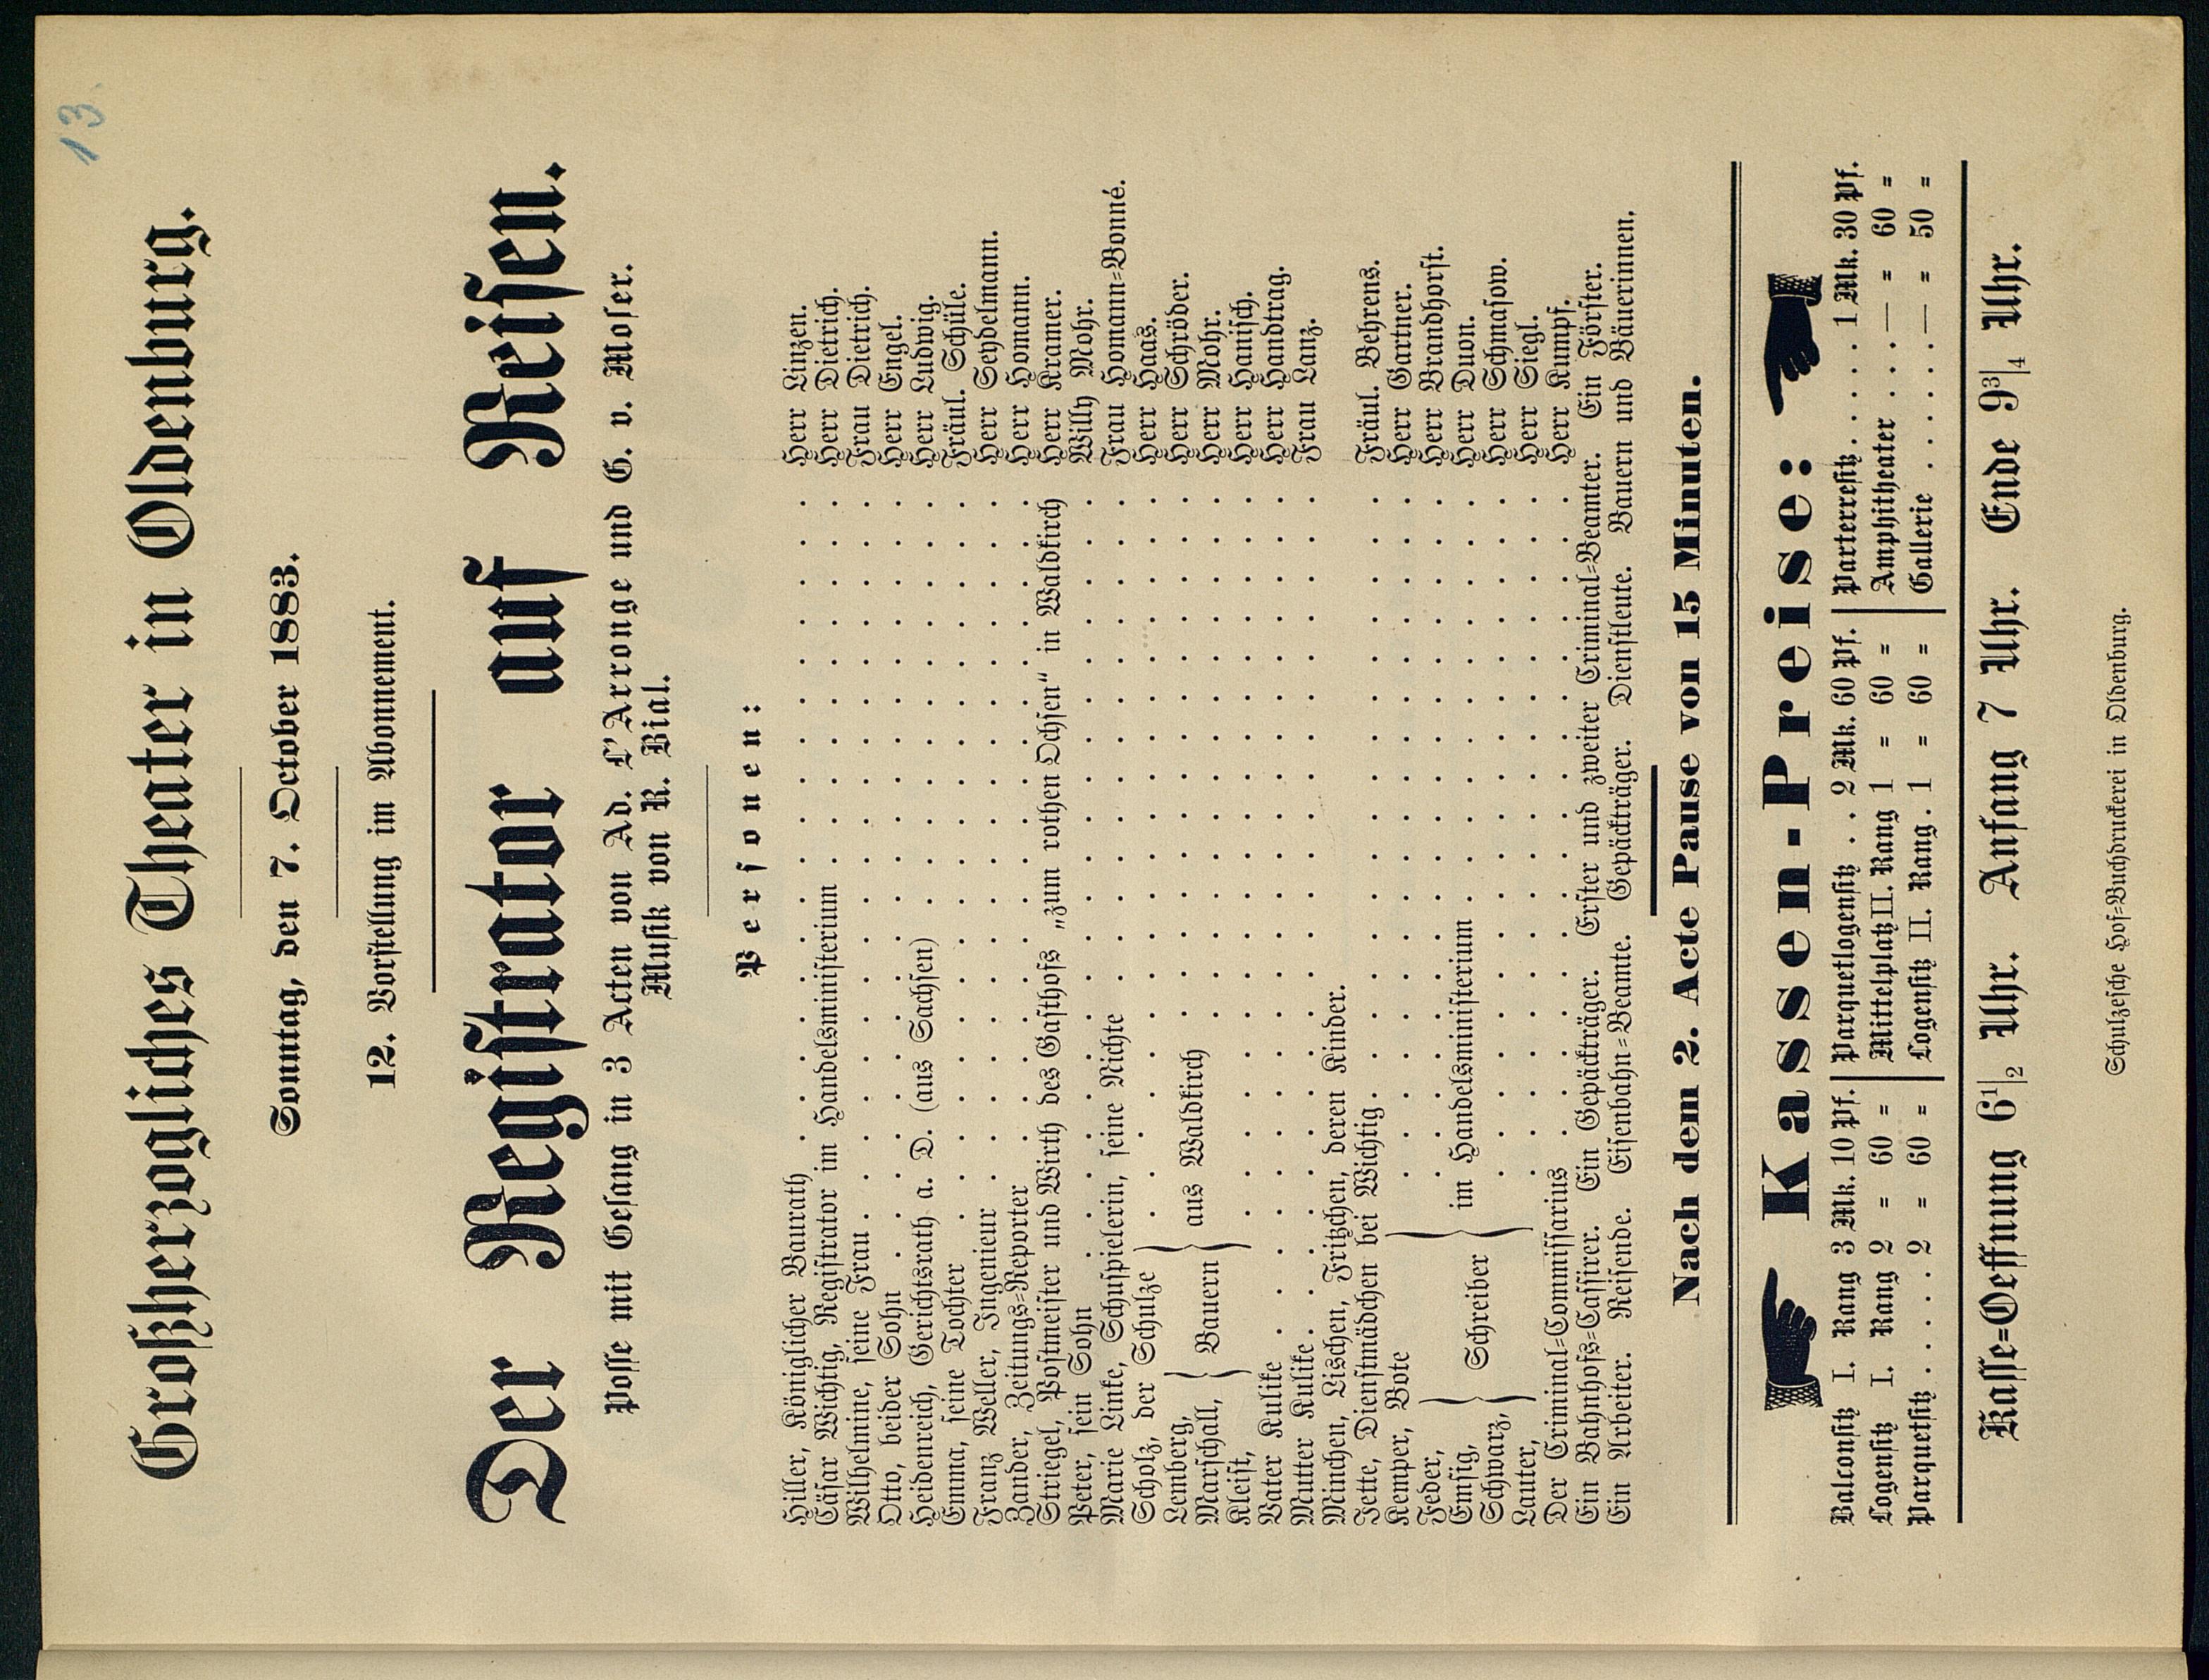 13.
Großherzogliches Theater in Oldenburg.
Sonntag, den 7. October 1883.
12. Vorstellung im Abonnement.
Der Registrator auf Reisen.
Posse mit Gesang in 3 Acten von Ad. L'Arronge und G. v. Moser.
Musik von R. Bial.
Personen:
Hiller, Königlicher Baurath . . . . Herr Linzen.
Cäsar Wichtig, Registrator im Handelsministerium . . . . Herr Dietrich.
Wilhelmine, seine Frau . . . . Frau Dietrich.
Otto, beider Sohn . . . . Herr Engel.
Heidenreich, Gerichtsrath a. D. (aus Sachsen) . . . . Herr Ludwig.
Emma, seine Tochter . . . . Fräul. Schüle.
Franz Weller, Ingenieur . . . . Herr Seydelmann.
Zander, Zeitungs=Reporter . . . . Herr Homann.
Striegel, Postmeister und Wirth des Gasthofs „zum rothen Ochsen“ in Waldkirch Herr Kramer.
Peter, sein Sohn . . . . Willy Mohr.
Marie Linke, Schuspielerin, seine Nichte . . . . Frau Homann=Bonné.
Scholz, der Schulze } . . . . Herr Haas.
Lemberg, } Herr Schröder.
Marschall, } Bauern } aus Waldkirch . . . . Herr Mohr.
Kleist, } . . . . Herr Hanisch.
Vater Kulike . . . . Herr Handtrag.
Mutter Kulike . . . . Frau Lanz.
Minchen, Lischen, Fritzchen, deren Kinder.
Jette, Dienstmädchen bei Wichtig . . . . Fräul. Behrens.
Kemper, Bote } . . . . Herr Gartner.
Feder, } . . . . Herr Brandhorst.
Emsig, } Schreiber } im Handelsministerium . . . . Herr Duon.
Schwarz, } . . . . Herr Schmasow.
Lauter, } . . . . Herr Siegl.
Der Criminal=Commissarius . . . . Herr Kumpf.
Ein Bahnhofs=Cassirer. Ein Gepäckträger. Erster und zweiter Criminal=Beamter. Ein Förster.
Ein Arbeiter. Reisende. Eisenbahn=Beamte. Gepäckträger. Dienstleute. Bauern und Bäuerinnen.
Nach dem 2. Acte Pause von 15 Minuten.
Kassen-Preise:
Balconsitz I. Rang 3 Mk. 10 Pf. | Parquetlogensitz . . 2 Mk. 60 Pf. | Parterresitz . . . . 1 Mk. 30 Pf.
Logensitz I. Rang 2 = 60 = | Mittelplatz II. Rang 1 = 60 = | Amphitheater . . . — = 60 =
Parquetsitz . . . . . 2 = 60 = | Logensitz II. Rang . 1 = 60 = | Gallerie . . . . . — = 50 =
Kasse=Oeffnung 6 1/2 Uhr. Anfang 7 Uhr. Ende 9 3/4 Uhr.
Schulzesche Hof=Buchdruckerei in Oldenburg.